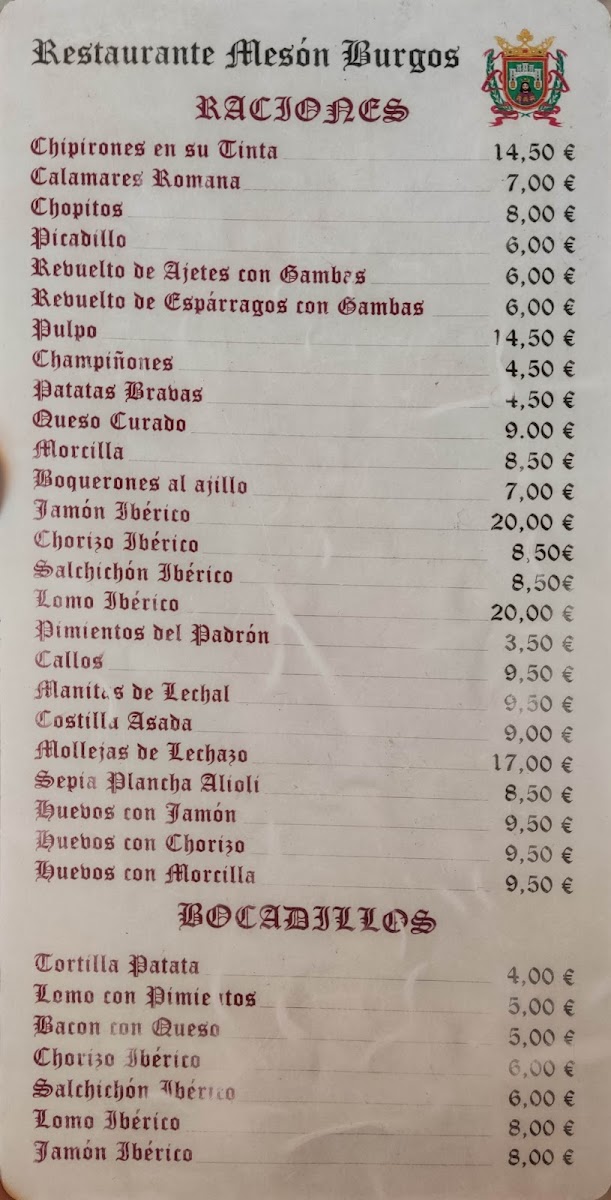 Restaurante Mesón Burgos
RACIONES
Chipirones en su Tinta 14,50 €
Calamares Romana 7,00 €
Chopitos 8,00 €
Picadillo 6,00 €
Revuelto de Ajetes con Gambas 6,00 €
Revuelto de Espárragos con Gambas 6,00 €
Pulpo 14,50 €
Champiñones 4,50 €
Patatas Bravas 4,50 €
Queso Curado 9.00 €
Morcilla 8,50 €
Boquerones al ajillo 7,00 €
Jamón Ibérico 20,00 €
Chorizo Ibérico 8,50€
Salchichón Ibérico 8,50€
Lomo Ibérico 20,00 €
Pimientos del Padrón 3,50 €
Callos 9,50 €
Manitas de Lechal 9,50 €
Costilla Asada 9,00 €
Mollejas de Lechazo 17,00 €
Sepia Plancha Alioli 8,50 €
Huevos con Jamón 9,50 €
Huevos con Chorizo 9,50 €
Huevos con Morcilla 9,50 €
BOCADILLOS
Tortilla Patata 4,00 €
Lomo con Pimientos 5,00 €
Bacon con Queso 5,00 €
Chorizo Ibérico 6,00 €
Salchichón Ibérico 6,00 €
Lomo Ibérico 8,00 €
Jamón Ibérico 8,00 €